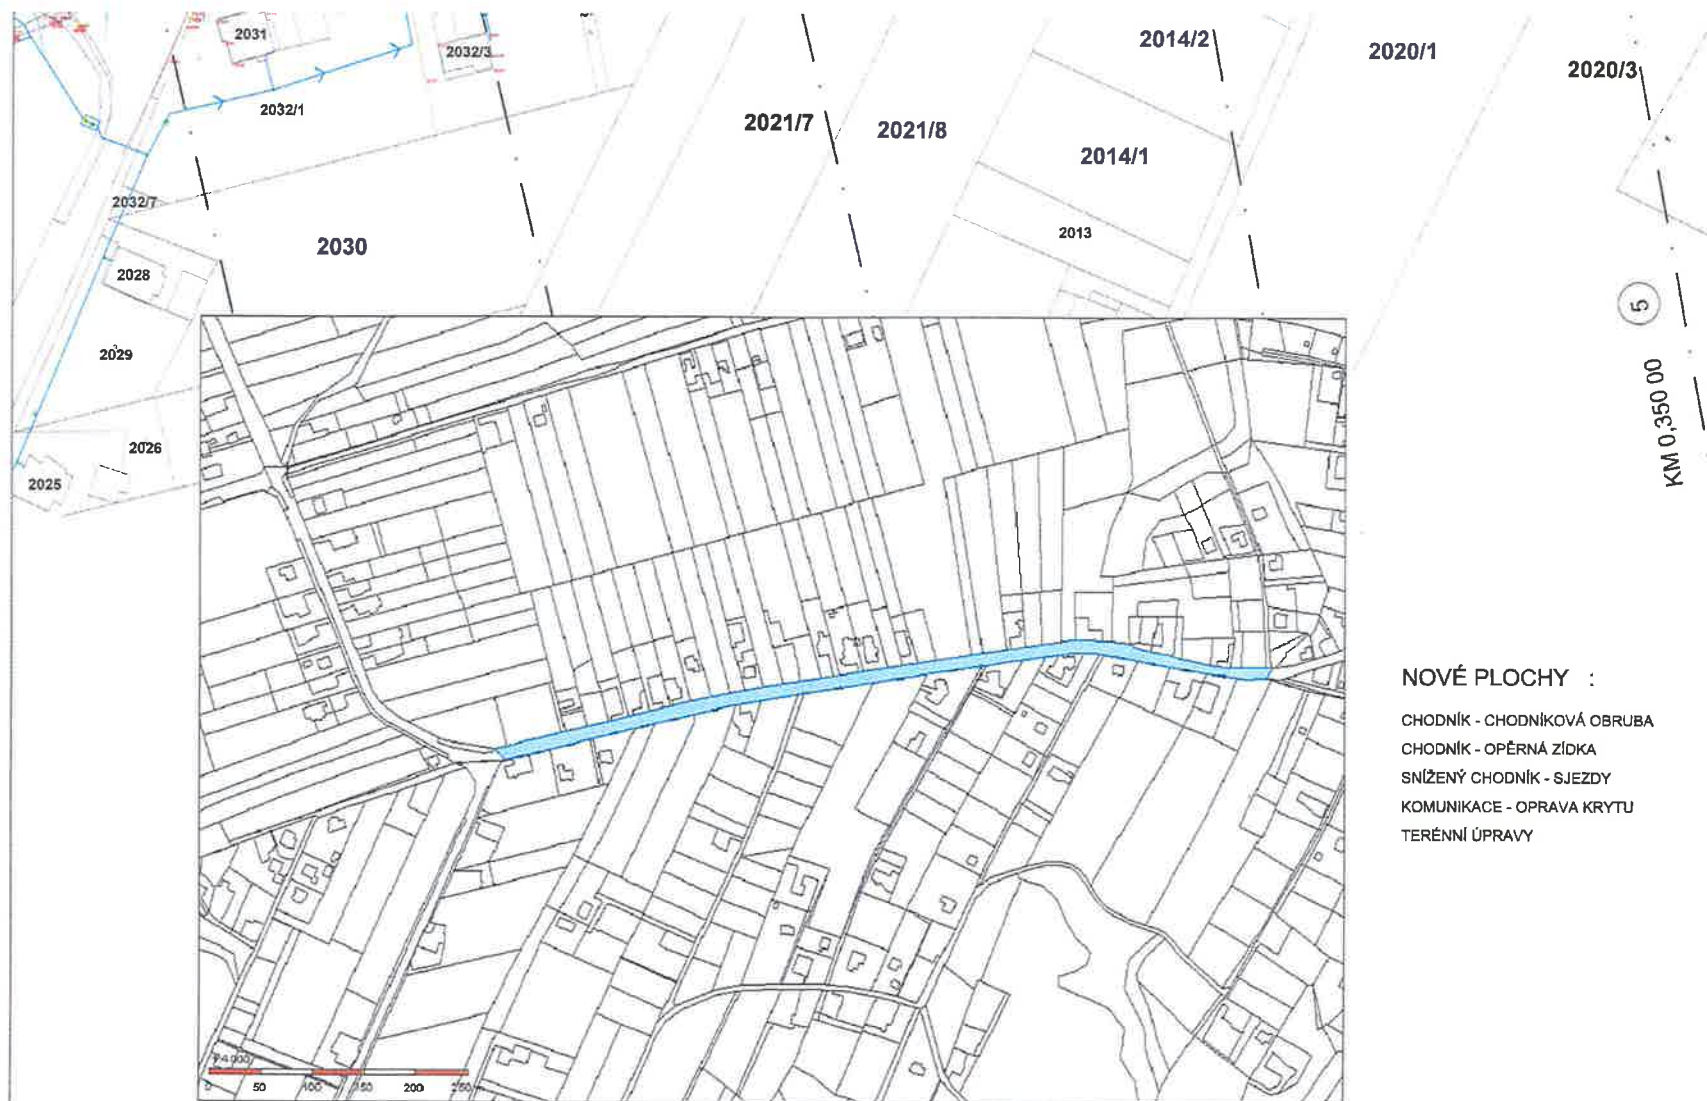 2031
2032/3
2014/2
2020/1
2020/3
2032/1
2021/7
2021/8
2014/1
2032/7
2030
2013
2028
5
2029
KM 0,350 00
2026
2025
NOVÉ PLOCHY :
CHODNÍK - CHODNÍKOVÁ OBRUBA
CHODNÍK - OPĚRNÁ ZÍDKA
SNÍŽENÝ CHODNÍK - SJEZDY
KOMUNIKACE - OPRAVA KRYTU
TERÉNNÍ ÚPRAVY
0 50 100 150 200 250